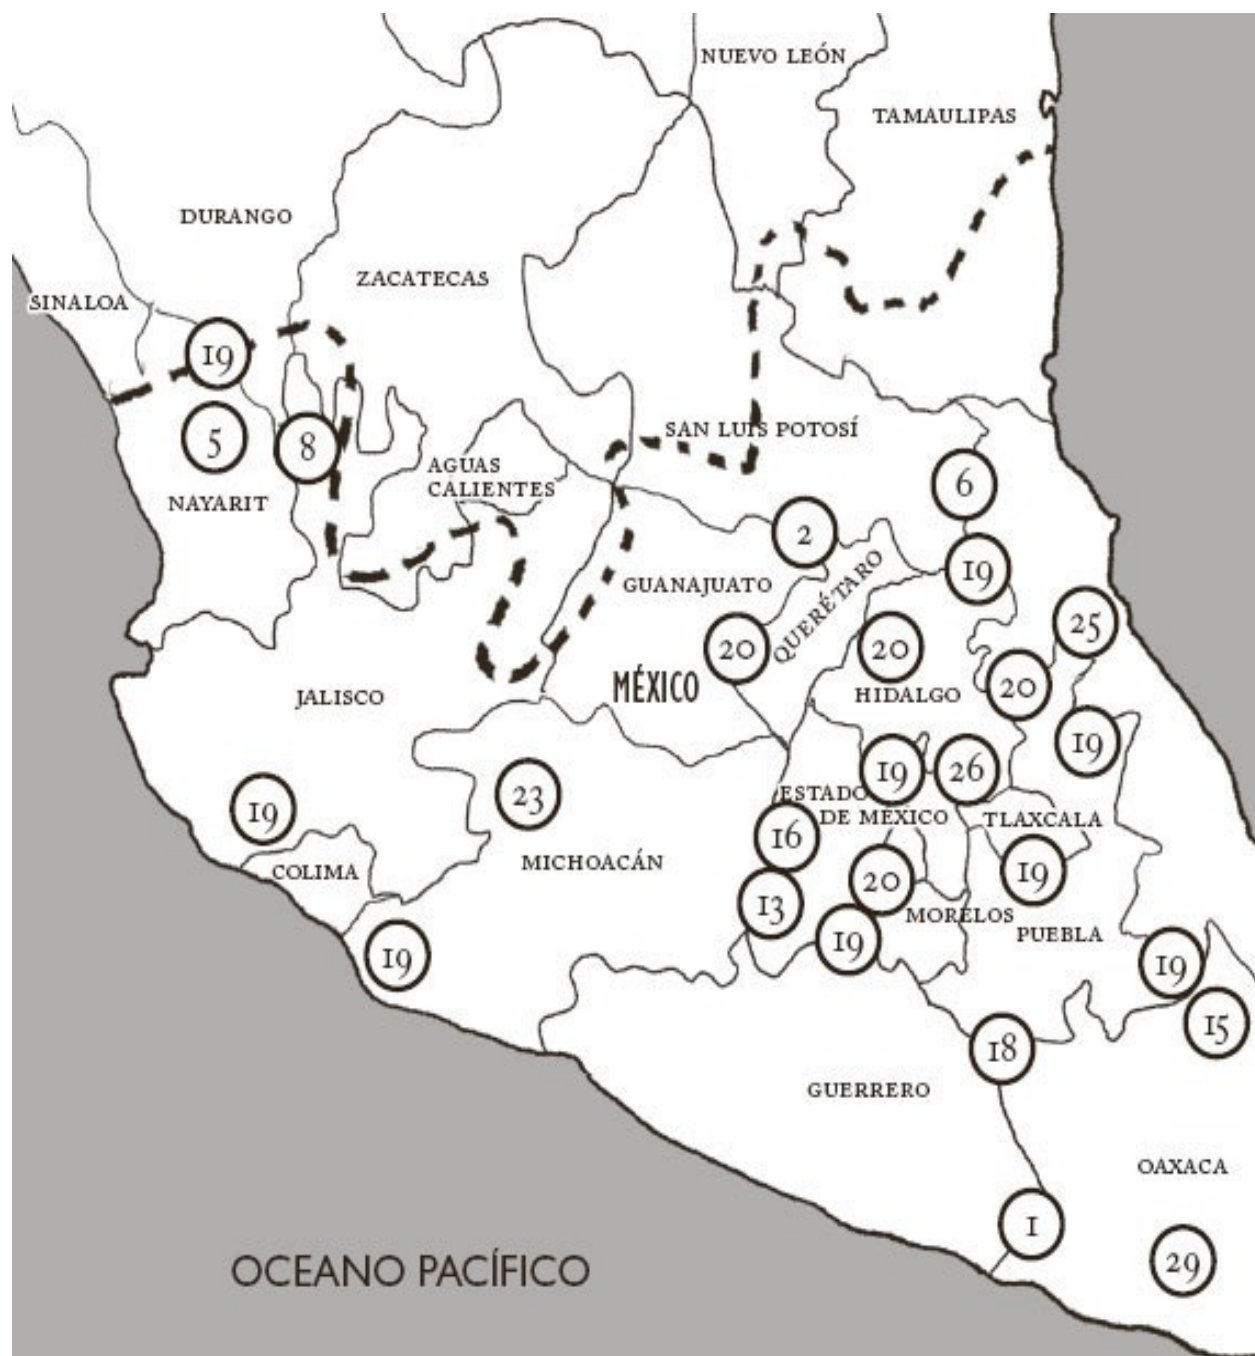 NUEVO LEÓN
TAMAULIPAS
DURANGO
ZACATECAS
SINALOA
19
5
8
SAN LUIS POTOSÍ
AGUAS
CALIENTES
NAYARIT
6
2
19
GUANAJUATO
QUERÉTARO
25
20
20
20
MÉXICO
HIDALGO
JALISCO
19
19
26
23
19
ESTADO
DE MÉXICO
TLAXCALA
16
COLIMA
MICHOACÁN
20
19
13
MORELOS
PUEBLA
19
19
19
15
18
GUERRERO
OAXACA
1
29
OCEANO PACÍFICO